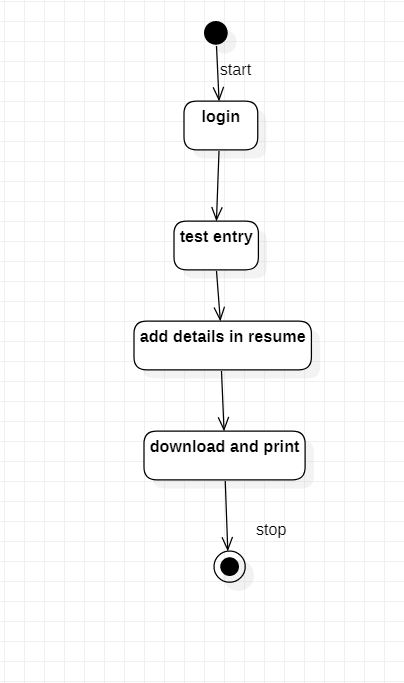 start
login
test entry
add details in resume
download and print
stop